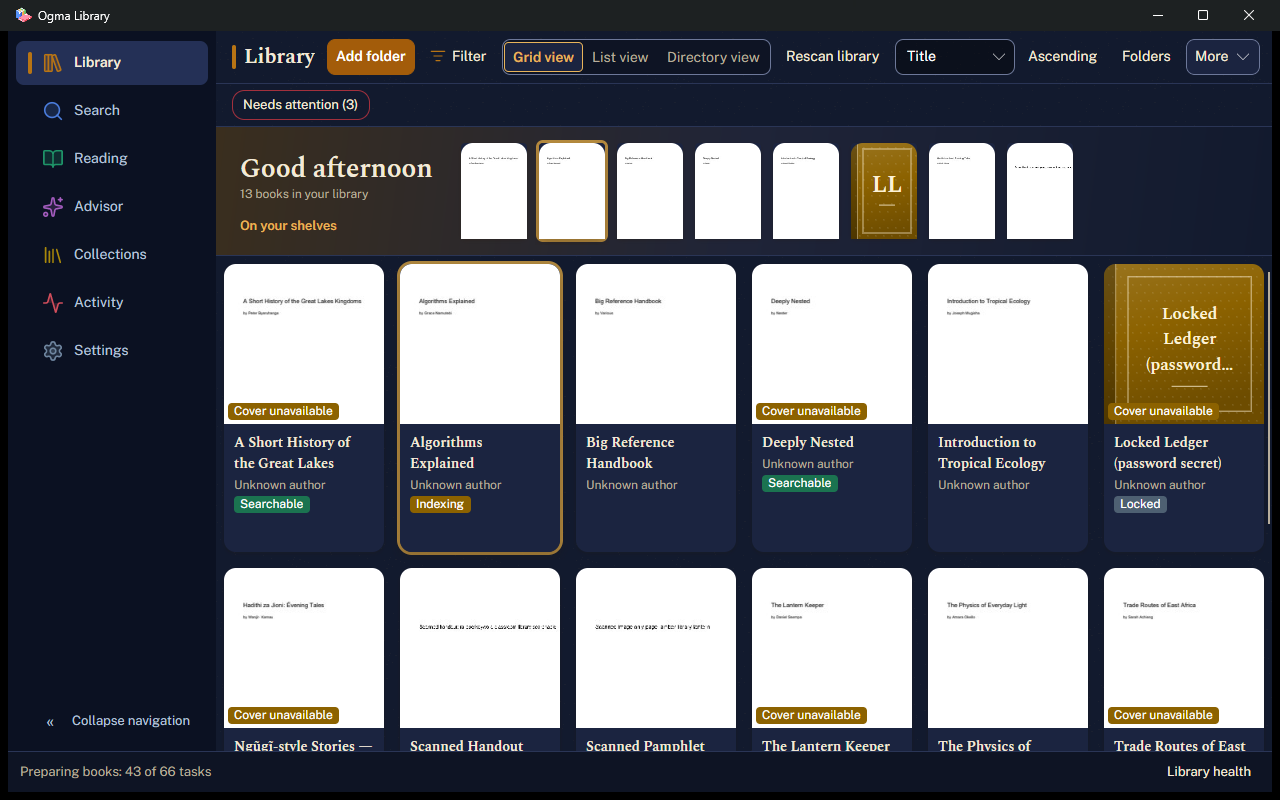 Ogma Library
Library
Search
Reading
Advisor
Collections
Activity
Settings
« Collapse navigation
Library
Add folder
Filter
Grid view
List view
Directory view
Rescan library
Title
Ascending
Folders
More
Needs attention (3)
Good afternoon
13 books in your library
On your shelves
LL
A Short History of the Great Lakes Kingdoms
Cover unavailable
A Short History of
the Great Lakes
Unknown author
Searchable
Algorithms Explained
Algorithms
Explained
Unknown author
Indexing
Big Reference Handbook
by Various
Big Reference
Handbook
Unknown author
Deeply Nested
by Nester
Cover unavailable
Deeply Nested
Unknown author
Searchable
Introduction to Tropical Ecology
Introduction to
Tropical Ecology
Unknown author
Locked
Ledger
(password...
Cover unavailable
Locked Ledger
(password secret)
Unknown author
Locked
Hadithi za Jioni: Evening Tales
Cover unavailable
Ngũgĩ-style Stories —
Scanned Handout
Scanned Pamphlet
The Lantern Keeper
Cover unavailable
The Lantern Keeper
The Physics of Everyday Light
The Physics of
Trade Routes of East Africa
Cover unavailable
Trade Routes of East
Preparing books: 43 of 66 tasks
Library health